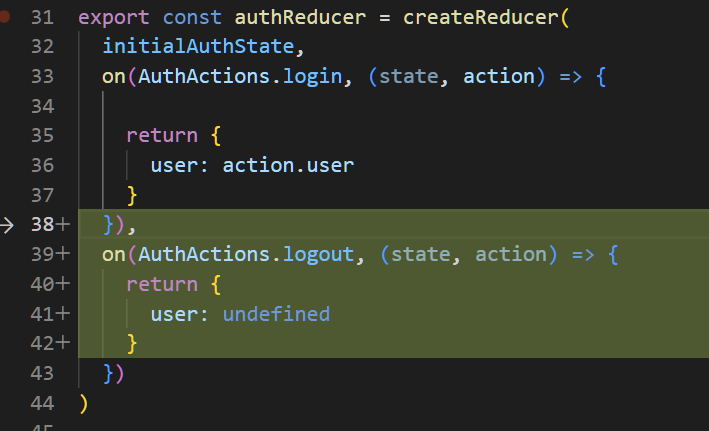 31 export const authReducer = createReducer(
32   initialAuthState,
33   on(AuthActions.login, (state, action) => {
34
35     return {
36       user: action.user
37     }
38+   }),
39+   on(AuthActions.logout, (state, action) => {
40+     return {
41+       user: undefined
42+     }
43   })
44 )